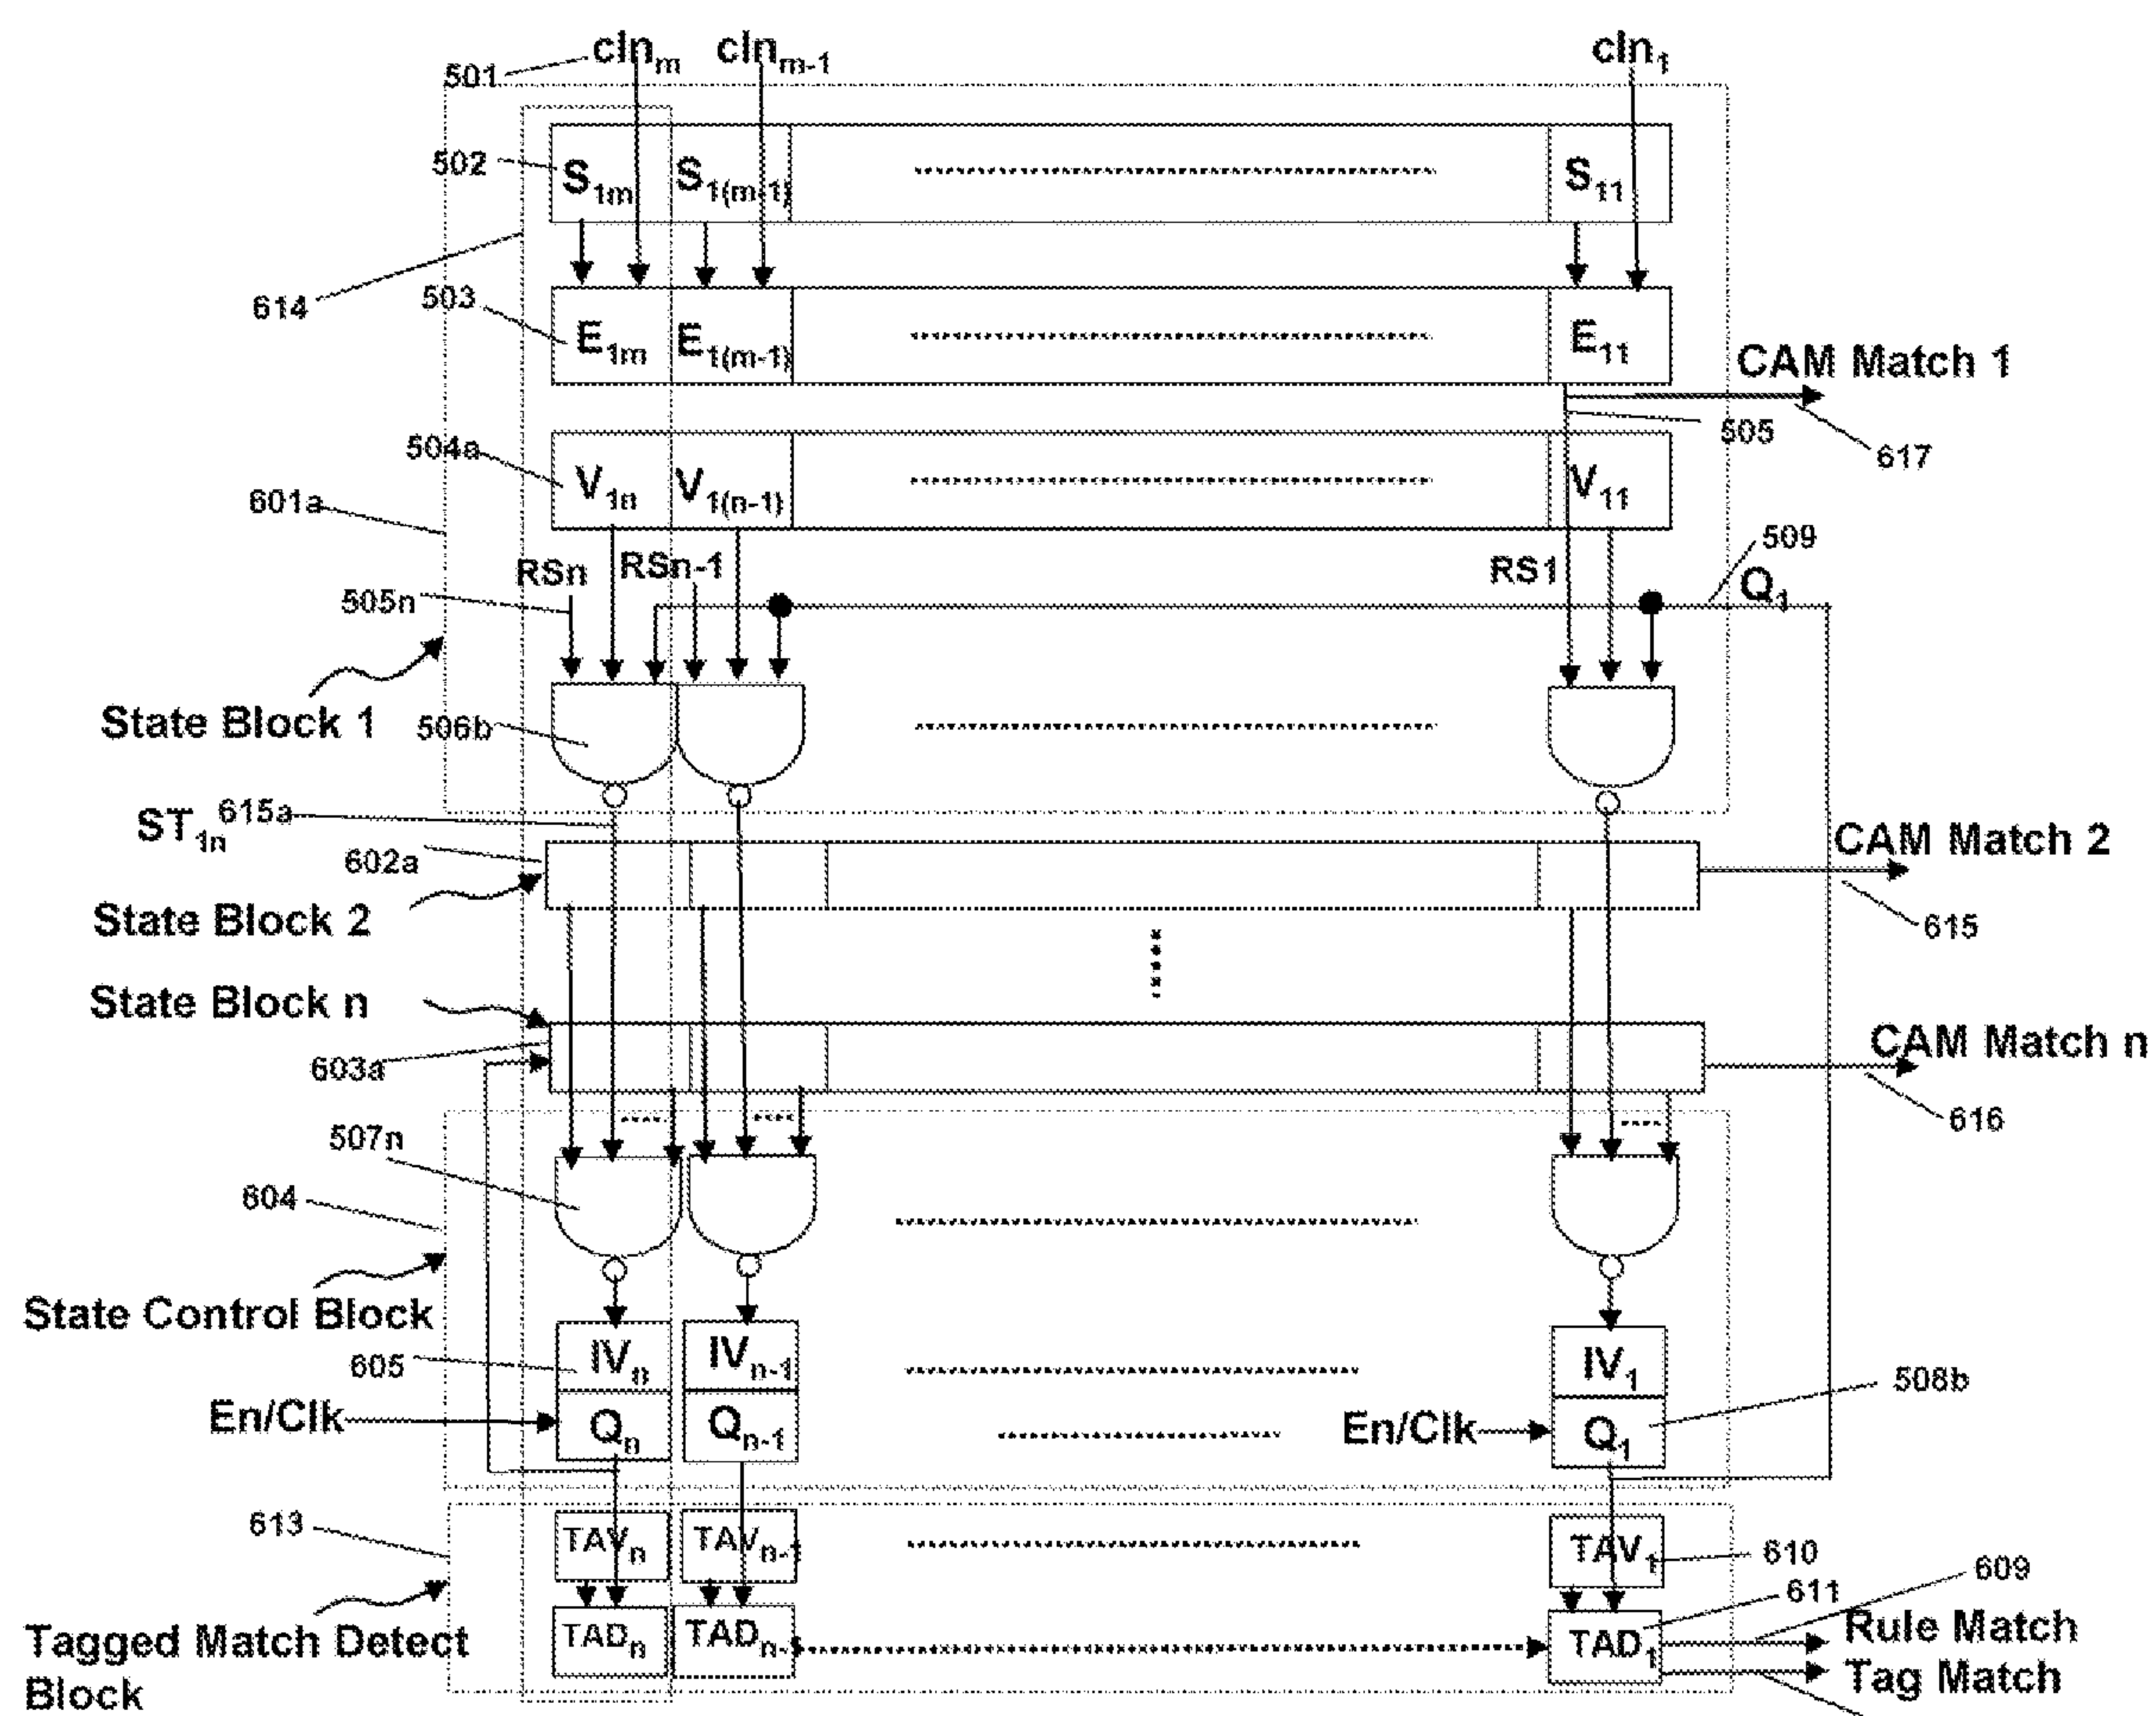 501 cIn_m cIn_m-1 cIn_1
502 S_1m S_1(m-1) S_11
614 503 E_1m E_1(m-1) E_11
CAM Match 1
505
617
504a V_1n V_1(n-1) V_11
601a
509
RSn RSn-1 RS1 Q_1
505n
State Block 1 506b
ST_1n 615a
602a
CAM Match 2
State Block 2
615
State Block n
603a
CAM Match n
616
507n
604
State Control Block
605 IV_n IV_n-1 IV_1
508b
En/Clk Q_n Q_n-1 En/Clk Q_1
613
TAV_n TAV_n-1 TAV_1 610
609
611
Tagged Match Detect
Block
TAD_n TAD_n- TAD_1
Rule Match
Tag Match